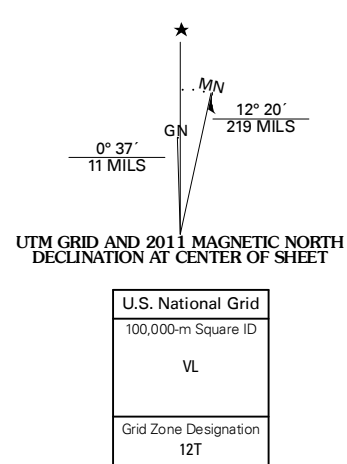 MN
GN
12° 20´
219 MILS
0° 37´
11 MILS
UTM GRID AND 2011 MAGNETIC NORTH
DECLINATION AT CENTER OF SHEET
U.S. National Grid
100,000-m Square ID
VL
Grid Zone Designation
12T